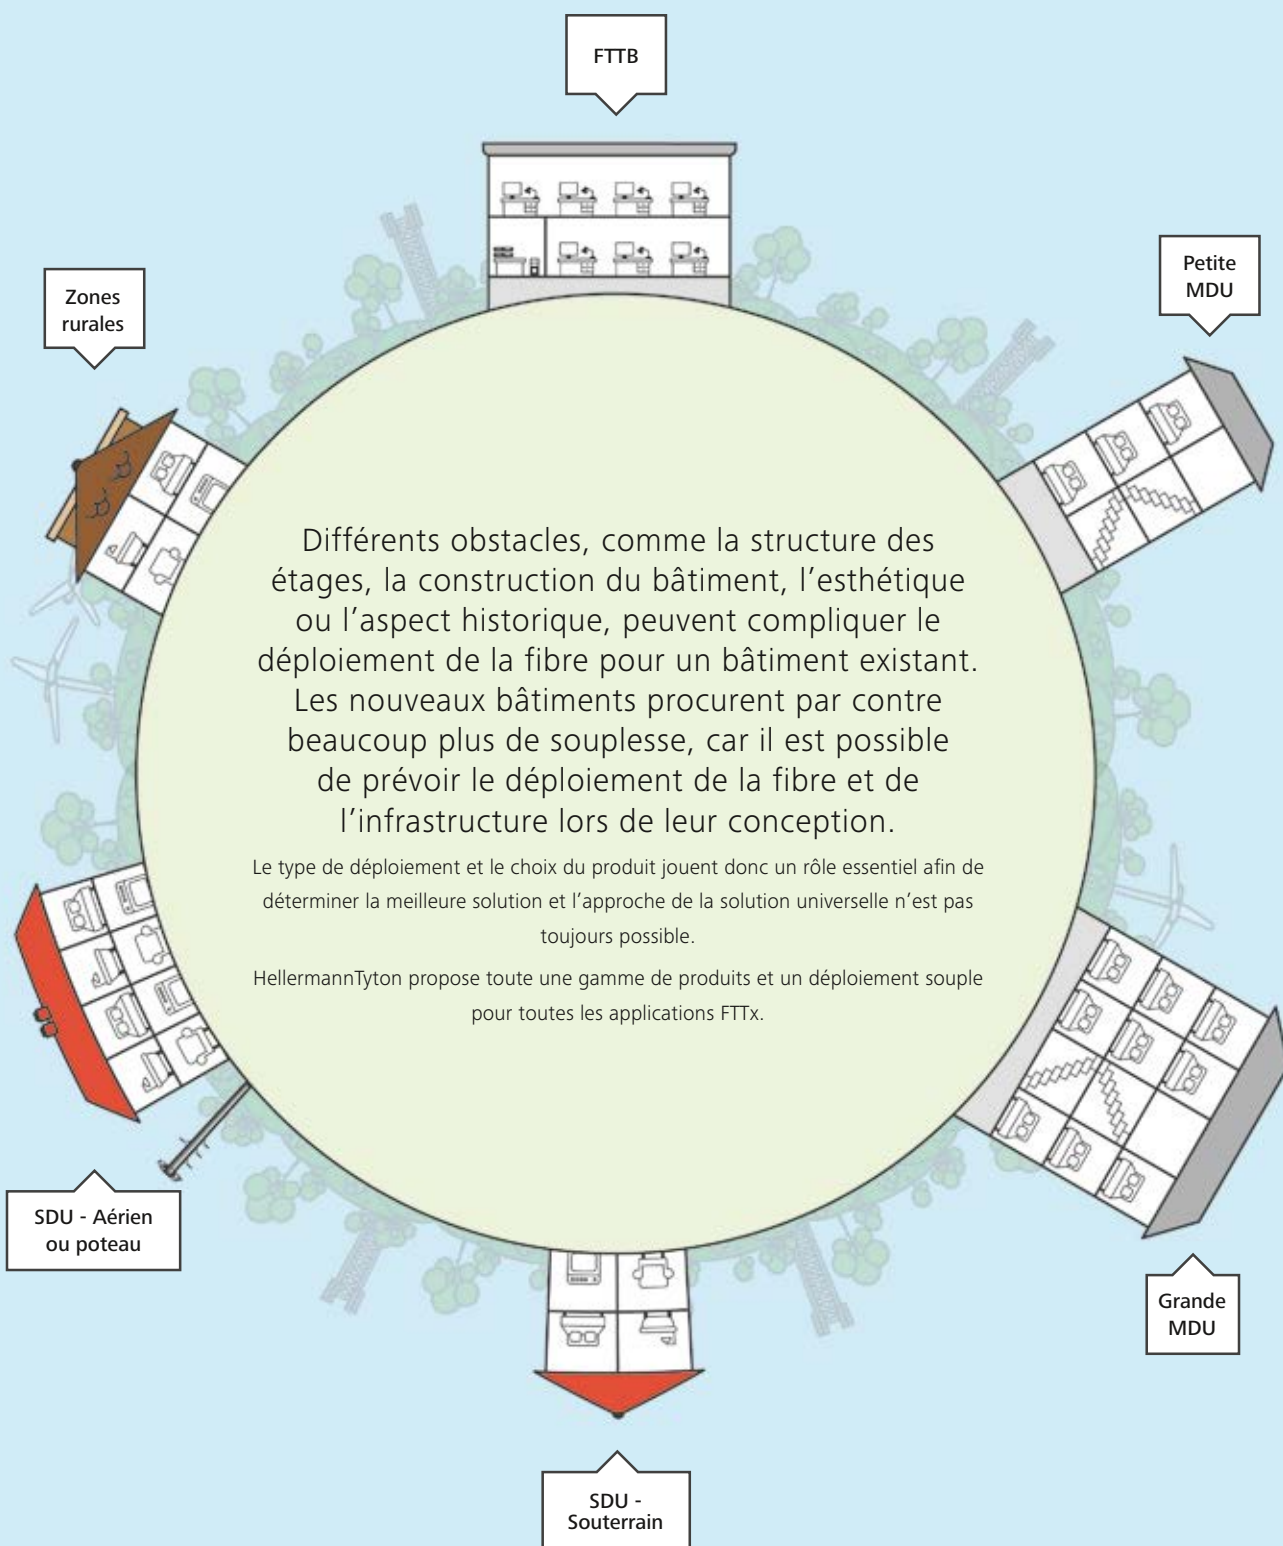 FTTB
Petite
MDU
Zones
rurales
Différents obstacles, comme la structure des
étages, la construction du bâtiment, l’esthétique
ou l’aspect historique, peuvent compliquer le
déploiement de la fibre pour un bâtiment existant.
Les nouveaux bâtiments procurent par contre
beaucoup plus de souplesse, car il est possible
de prévoir le déploiement de la fibre et de
l’infrastructure lors de leur conception.
Le type de déploiement et le choix du produit jouent donc un rôle essentiel afin de
déterminer la meilleure solution et l’approche de la solution universelle n’est pas
toujours possible.
HellermannTyton propose toute une gamme de produits et un déploiement souple
pour toutes les applications FTTx.
SDU - Aérien
ou poteau
Grande
MDU
SDU -
Souterrain